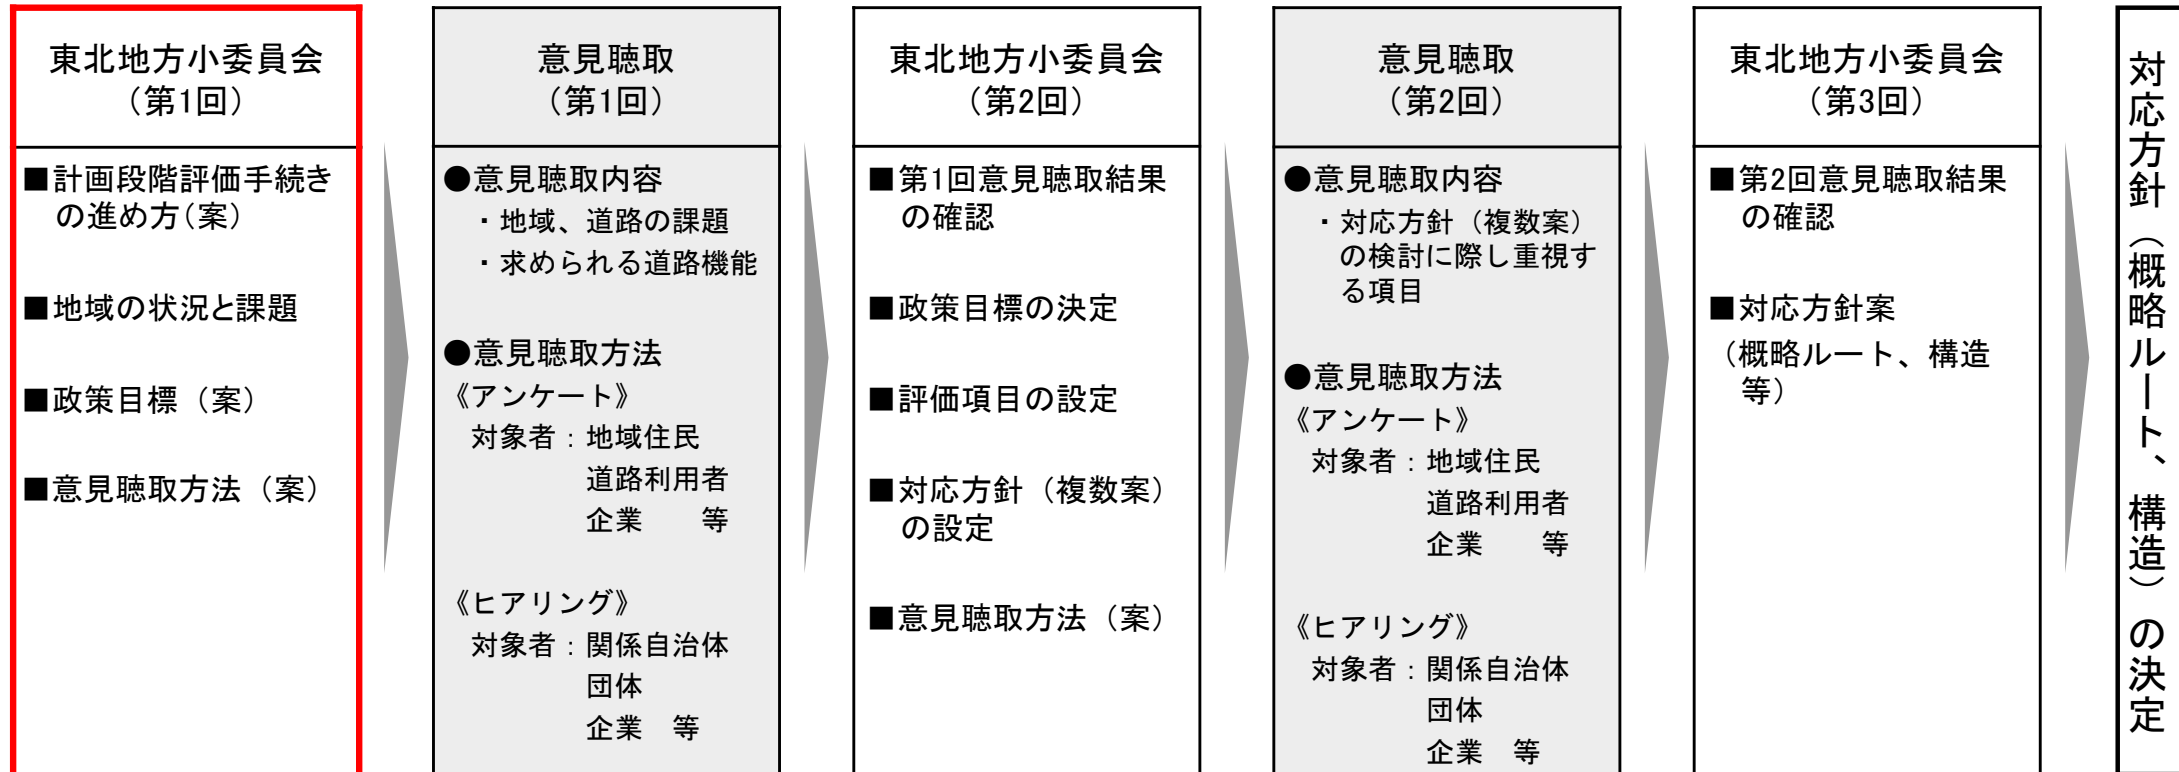 東北地方小委員会
（第1回）
■計画段階評価手続き
の進め方（案）
■地域の状況と課題
■政策目標（案）
■意見聴取方法（案）
意見聴取
（第1回）
●意見聴取内容
・地域、道路の課題
・求められる道路機能
●意見聴取方法
《アンケート》
対象者：地域住民
道路利用者
企業　　等
《ヒアリング》
対象者：関係自治体
団体
企業　等
東北地方小委員会
（第2回）
■第1回意見聴取結果
の確認
■政策目標の決定
■評価項目の設定
■対応方針（複数案）
の設定
■意見聴取方法（案）
意見聴取
（第2回）
●意見聴取内容
・対応方針（複数案）
の検討に際し重視す
る項目
●意見聴取方法
《アンケート》
対象者：地域住民
道路利用者
企業　　等
《ヒアリング》
対象者：関係自治体
団体
企業　等
東北地方小委員会
（第3回）
■第2回意見聴取結果
の確認
■対応方針案
（概略ルート、構造
等）
対応方針（概略ルート、構造）の決定